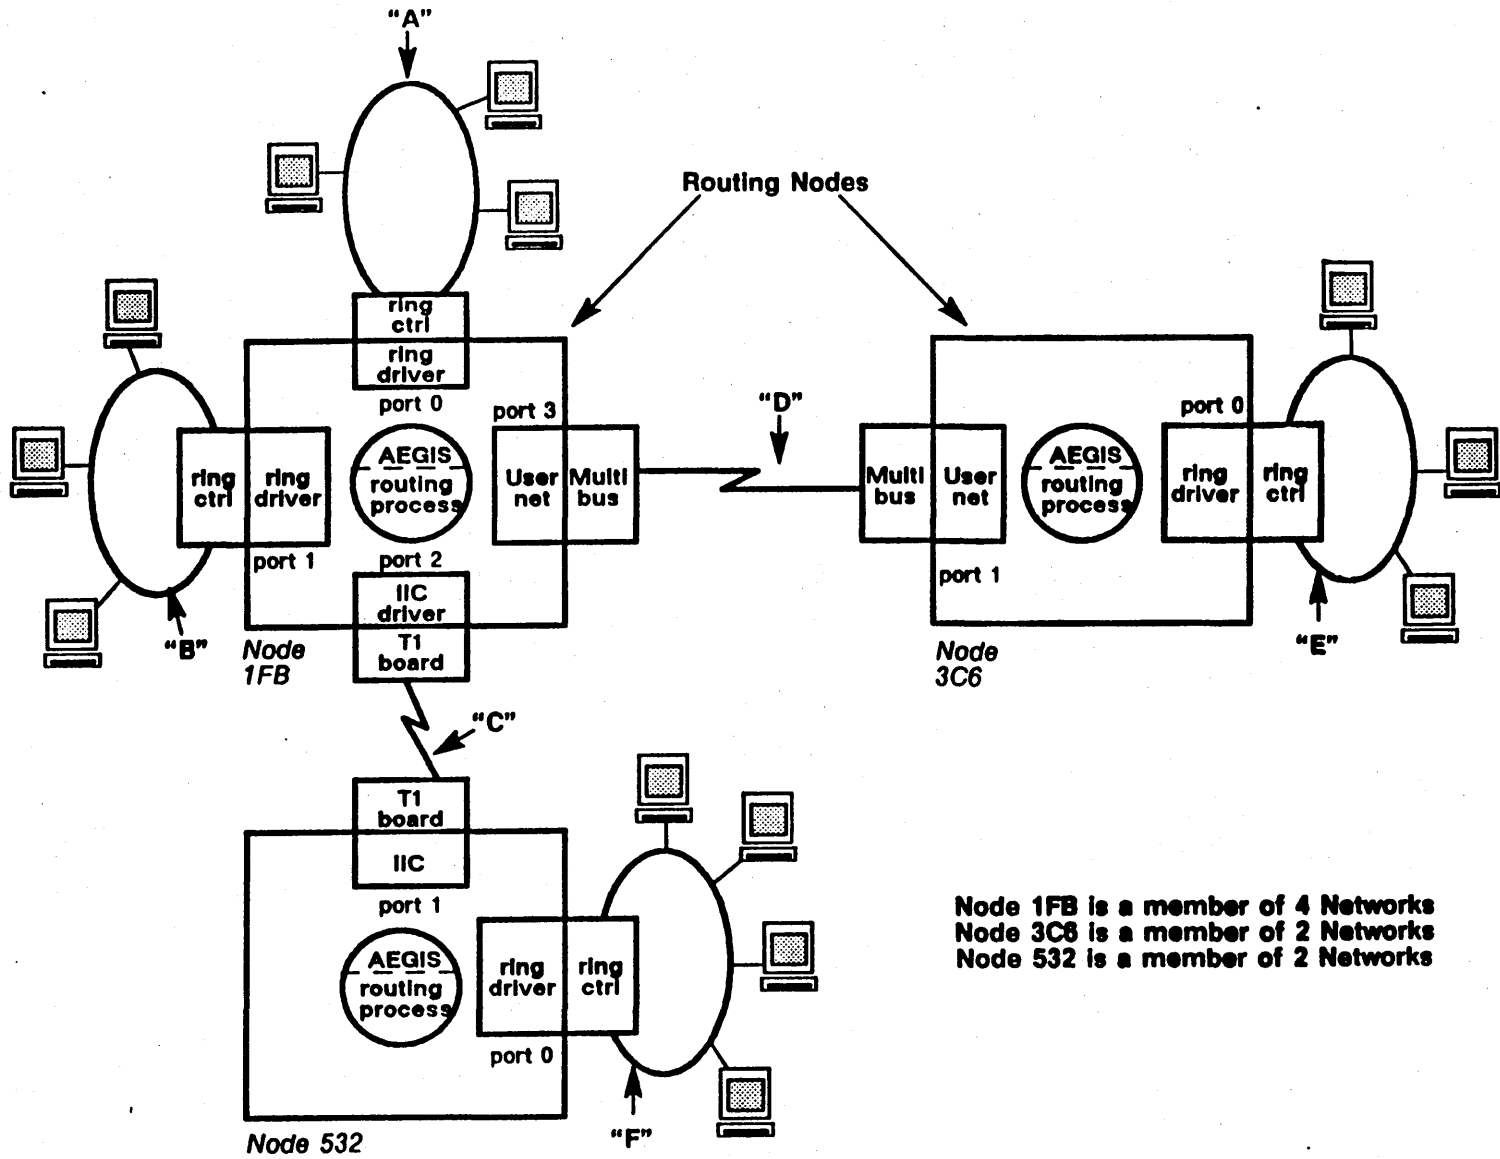 “A”
Routing Nodes
ring
ctrl
ring
driver
port 0
ring
ctrl
ring
driver
port 1
AEGIS
routing
process
port 3
User
net
Multi
bus
port 2
IIC
driver
T1
board
“B”
Node
1FB
“D”
Multi
bus
User
net
port 1
AEGIS
routing
process
port 0
ring
driver
ring
ctrl
“E”
Node
3C6
“C”
T1
board
IIC
port 1
AEGIS
routing
process
ring
driver
ring
ctrl
port 0
“F”
Node 532
Node 1FB is a member of 4 Networks
Node 3C6 is a member of 2 Networks
Node 532 is a member of 2 Networks